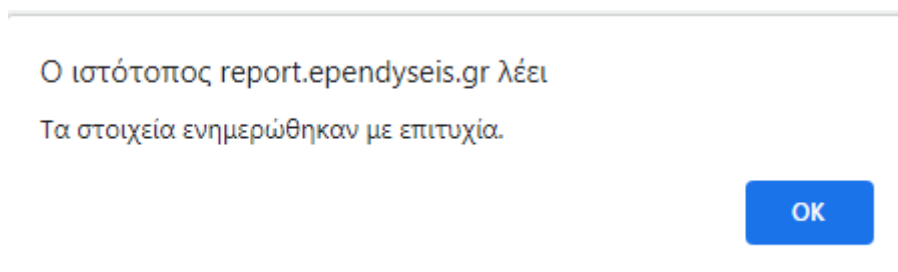 Ο ιστότοπος report.ependyseis.gr λέει
Τα στοιχεία ενημερώθηκαν με επιτυχία.
OK